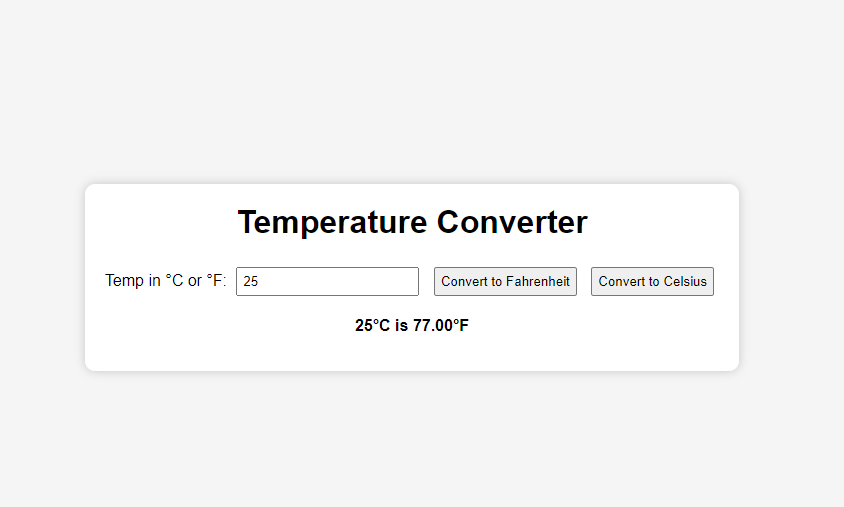 Temperature Converter
Temp in °C or °F: 25 Convert to Fahrenheit Convert to Celsius
25°C is 77.00°F